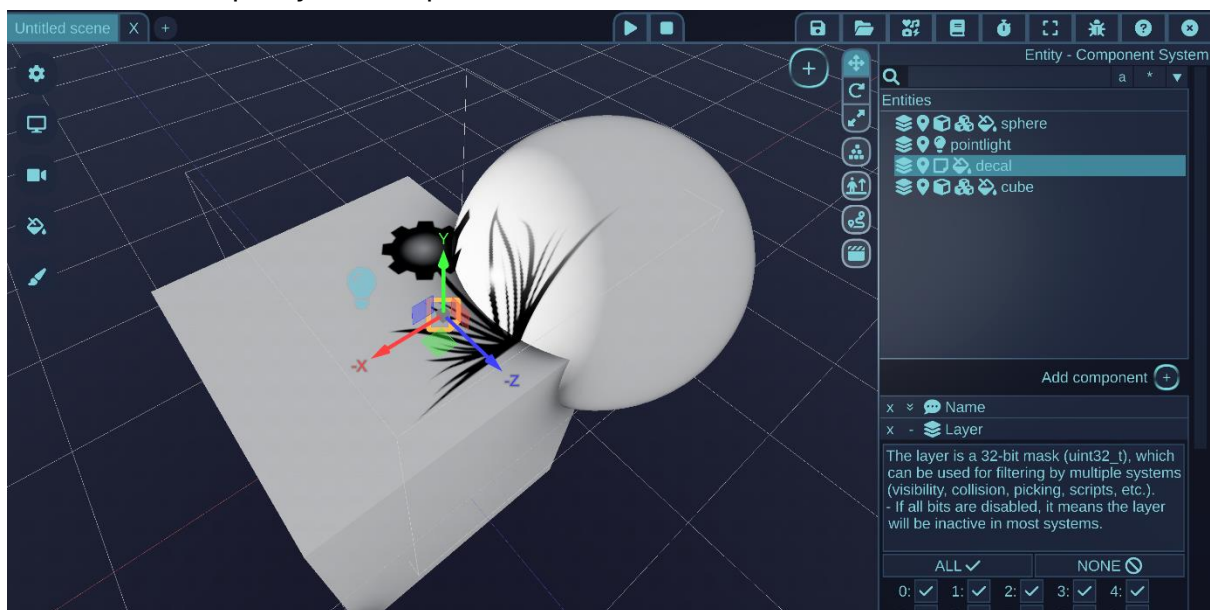 Untitled scene X +
Entity - Component System
a * ▼
Entities
sphere
pointlight
decal
cube
Y
-X
-Z
Add component +
x Name
x - Layer
The layer is a 32-bit mask (uint32_t), which
can be used for filtering by multiple systems
(visibility, collision, picking, scripts, etc.).
- If all bits are disabled, it means the layer
will be inactive in most systems.
ALL ✓ NONE
0: ✓ 1: ✓ 2: ✓ 3: ✓ 4: ✓